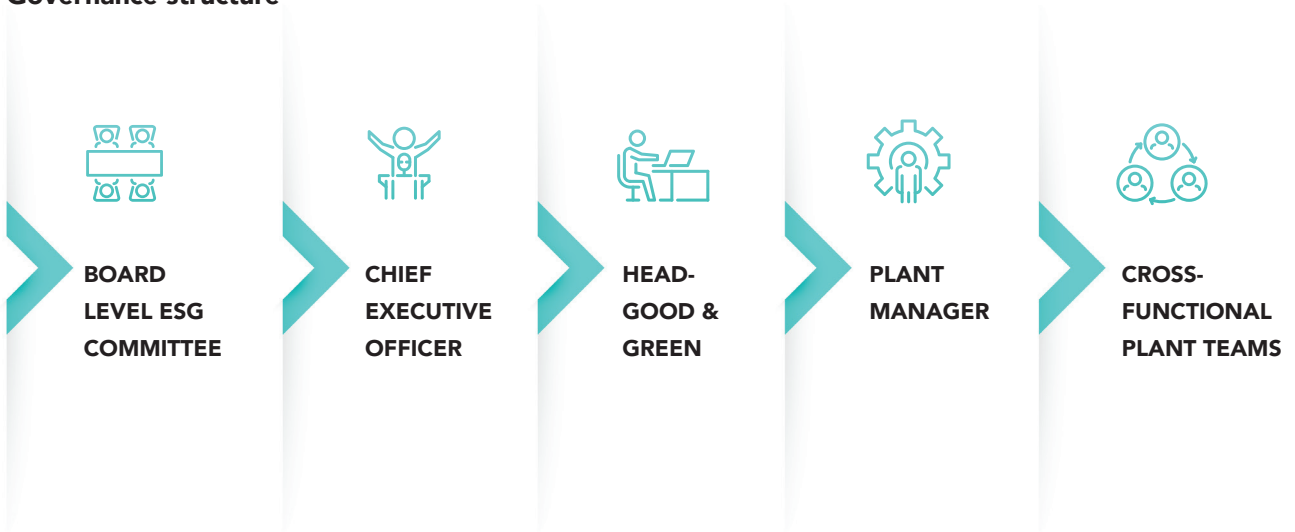 Governance structure
BOARD
LEVEL ESG
COMMITTEE
CHIEF
EXECUTIVE
OFFICER
HEAD-
GOOD &
GREEN
PLANT
MANAGER
CROSS-
FUNCTIONAL
PLANT TEAMS